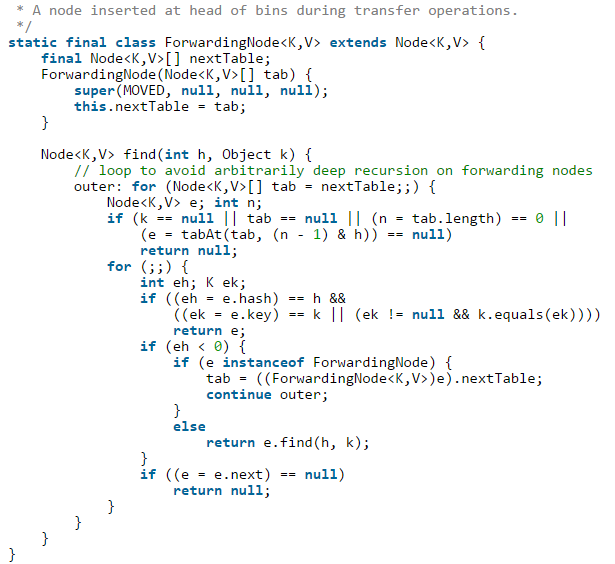 * A node inserted at head of bins during transfer operations.
 */
static final class ForwardingNode<K,V> extends Node<K,V> {
    final Node<K,V>[] nextTable;
    ForwardingNode(Node<K,V>[] tab) {
        super(MOVED, null, null, null);
        this.nextTable = tab;
    }

    Node<K,V> find(int h, Object k) {
        // loop to avoid arbitrarily deep recursion on forwarding nodes
        outer: for (Node<K,V>[] tab = nextTable;;) {
            Node<K,V> e; int n;
            if (k == null || tab == null || (n = tab.length) == 0 ||
                (e = tabAt(tab, (n - 1) & h)) == null)
                return null;
            for (;;) {
                int eh; K ek;
                if ((eh = e.hash) == h &&
                    ((ek = e.key) == k || (ek != null && k.equals(ek))))
                    return e;
                if (eh < 0) {
                    if (e instanceof ForwardingNode) {
                        tab = ((ForwardingNode<K,V>)e).nextTable;
                        continue outer;
                    }
                    else
                        return e.find(h, k);
                }
                if ((e = e.next) == null)
                    return null;
            }
        }
    }
}